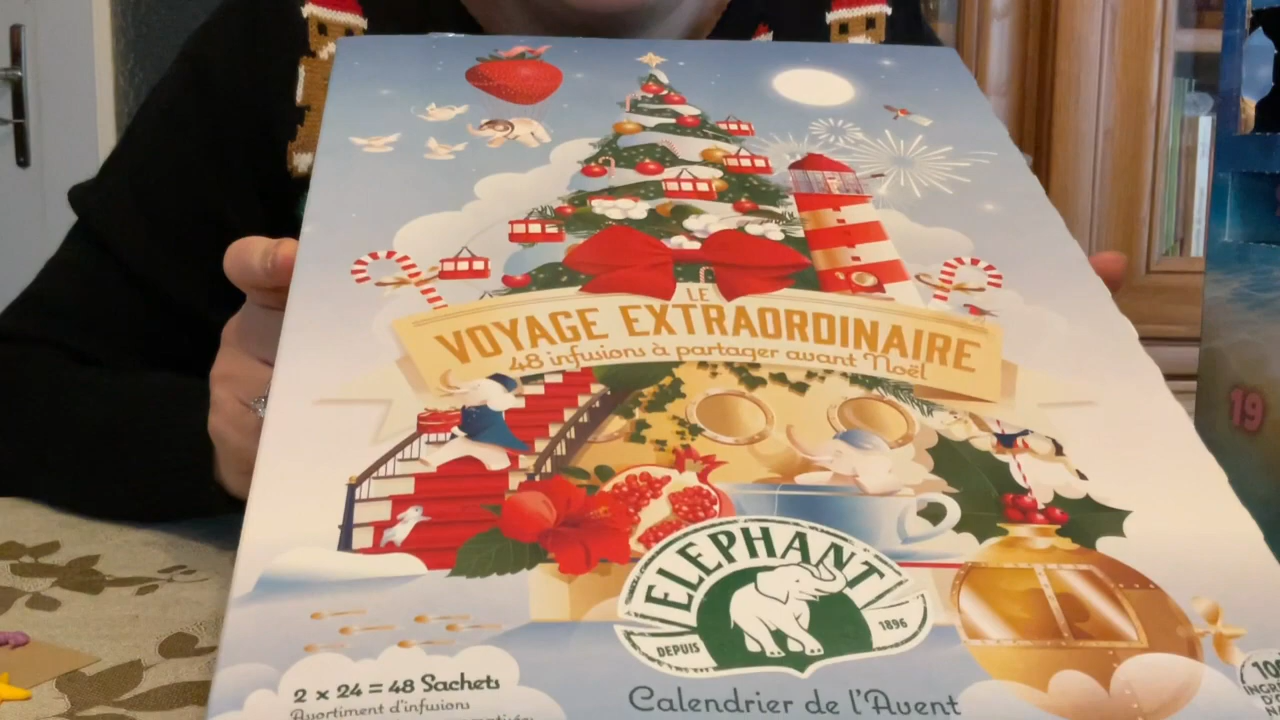 LE
VOYAGE EXTRAORDINAIRE
48 infusions à partager avant Noël
ELEPHANT
DEPUIS 1896
19
2 x 24 = 48 Sachets
Assortiment d'infusions
Calendrier de l'Avent